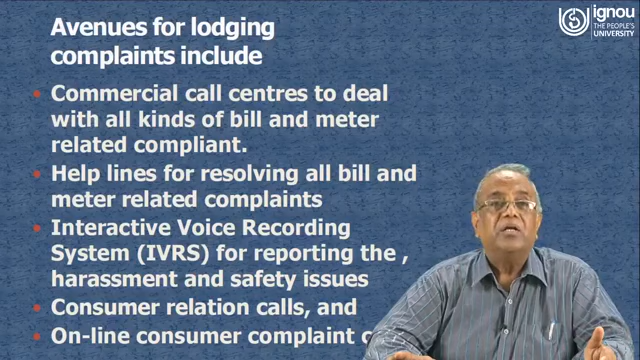 Avenues for lodging
complaints include
• Commercial call centres to deal
with all kinds of bill and meter
related compliant.
• Help lines for resolving all bill and
meter related complaints
• Interactive Voice Recording
System (IVRS) for reporting the ,
harassment and safety issues
• Consumer relation calls, and
• On-line consumer complaint c
ignou
THE PEOPLE'S
UNIVERSITY